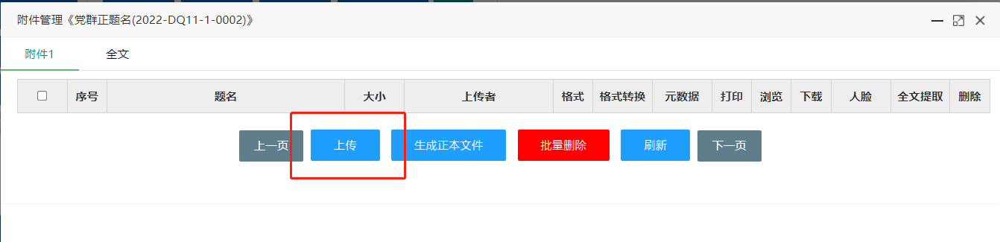 附件管理《党群正题名(2022-DQ11-1-0002)》
附件1 全文
序号 题名 大小 上传者 格式 格式转换 元数据 打印 浏览 下载 人脸 全文提取 删除
上一页 上传 生成正本文件 批量删除 刷新 下一页